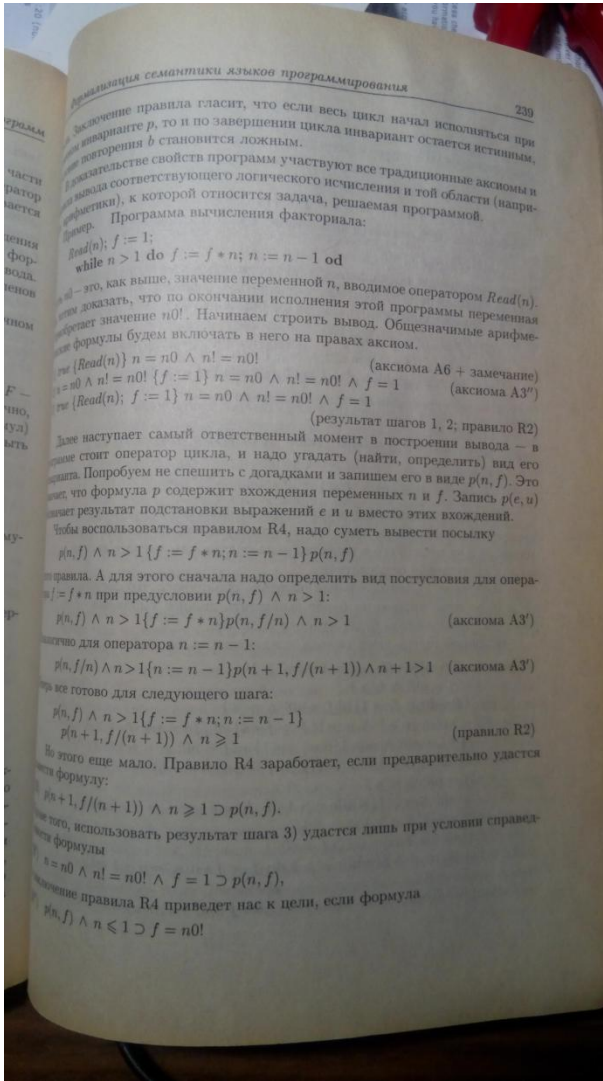 Формализация семантики языков программирования 239
Заключение правила гласит, что если весь цикл начал исполняться при
инварианте p, то и по завершении цикла инвариант остается истинным,
повторения b становится ложным.
В доказательстве свойств программ участвуют все традиционные аксиомы и
вывода соответствующего логического исчисления и той области (напри-
арифметики), к которой относится задача, решаемая программой.
Пример. Программа вычисления факториала:
Read(n); f := 1;
while n > 1 do f := f * n; n := n − 1 od
n0 — это, как выше, значение переменной n, вводимое оператором Read(n).
доказать, что по окончании исполнения этой программы переменная
значение n0!. Начинаем строить вывод. Общезначимые арифме-
формулы будем включать в него на правах аксиом.
{Read(n)} n = n0 ∧ n! = n0! (аксиома A6 + замечание)
n = n0 ∧ n! = n0! {f := 1} n = n0 ∧ n! = n0! ∧ f = 1 (аксиома A3″)
{Read(n); f := 1} n = n0 ∧ n! = n0! ∧ f = 1
(результат шагов 1, 2; правило R2)
Далее наступает самый ответственный момент в построении вывода — в
стоит оператор цикла, и надо угадать (найти, определить) вид его
Попробуем не спешить с догадками и запишем его в виде p(n, f). Это
что формула p содержит вхождения переменных n и f. Запись p(e, u)
результат подстановки выражений e и u вместо этих вхождений.
Чтобы воспользоваться правилом R4, надо суметь вывести посылку
p(n, f) ∧ n > 1 {f := f * n; n := n − 1} p(n, f)
правила. А для этого сначала надо определить вид постусловия для опера-
f := f * n при предусловии p(n, f) ∧ n > 1:
p(n, f) ∧ n > 1{f := f * n}p(n, f/n) ∧ n > 1 (аксиома A3′)
для оператора n := n − 1:
p(n, f/n) ∧ n > 1{n := n − 1}p(n + 1, f/(n + 1)) ∧ n + 1 > 1 (аксиома A3′)
все готово для следующего шага:
p(n, f) ∧ n > 1{f := f * n; n := n − 1}
p(n + 1, f/(n + 1)) ∧ n ⩾ 1 (правило R2)
Но этого еще мало. Правило R4 заработает, если предварительно удастся
формулу:
p(n + 1, f/(n + 1)) ∧ n ⩾ 1 ⊃ p(n, f).
того, использовать результат шага 3) удастся лишь при условии справед-
формулы
n = n0 ∧ n! = n0! ∧ f = 1 ⊃ p(n, f),
правила R4 приведет нас к цели, если формула
p(n, f) ∧ n ⩽ 1 ⊃ f = n0!